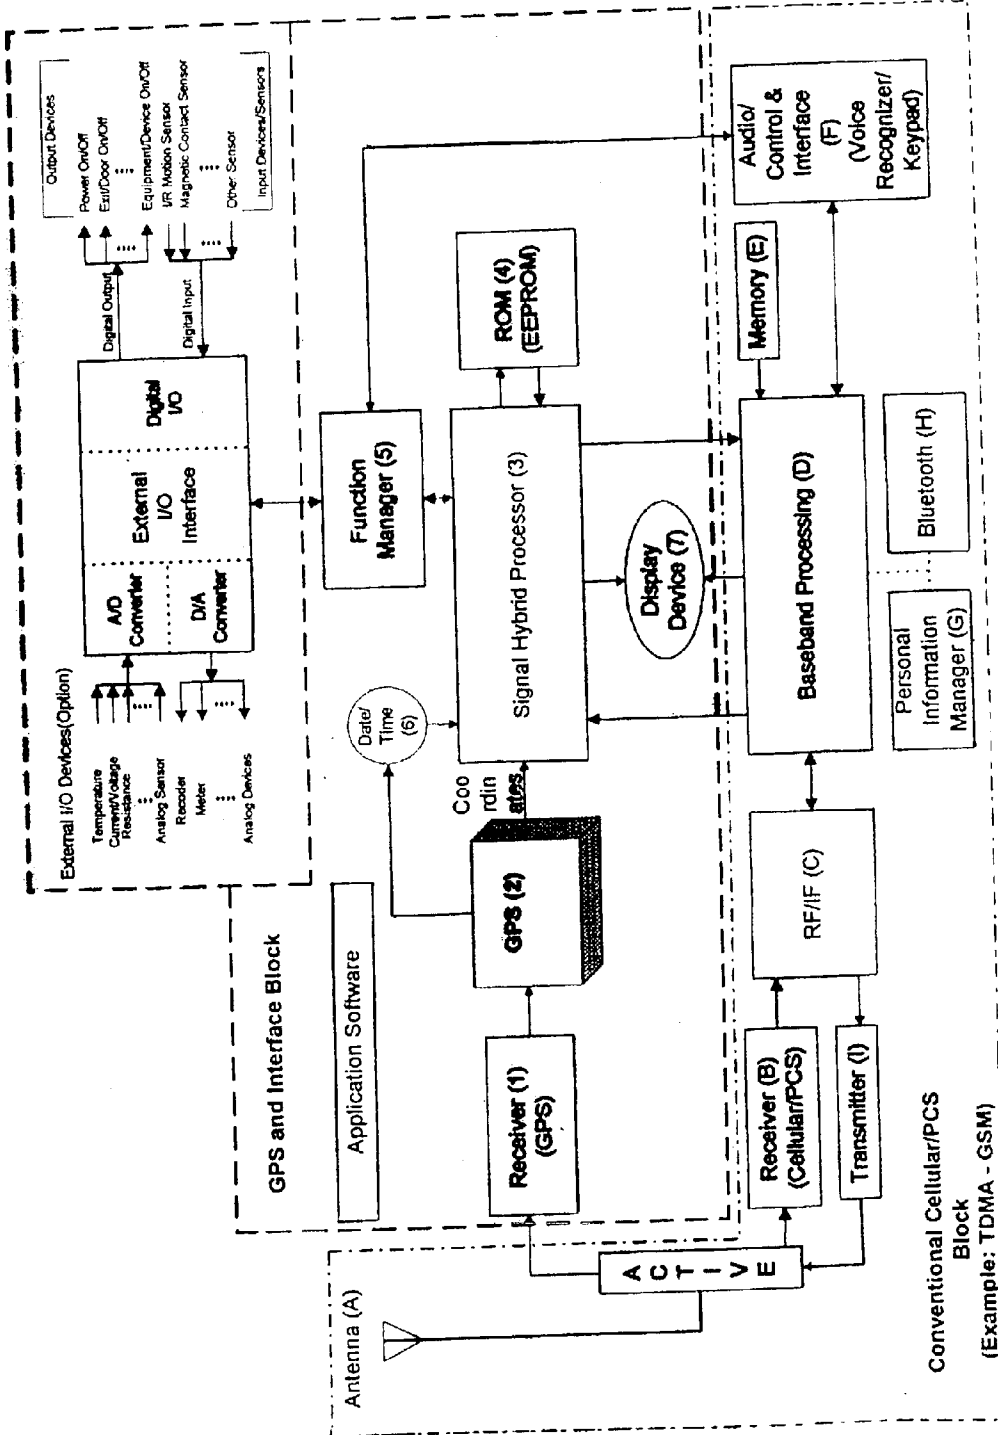 External I/O Devices(Option)
Temperature
Current/Voltage
Resistance
Analog Sensor
Recoder
Meter
Analog Devices
A/D
Converter
D/A
Converter
External
I/O
Interface
Digital
I/O
Digital Output
Digital Input
Output Devices
Power On/Off
Exit/Door On/Off
Equipment/Device On/Off
I/R Motion Sensor
Magnetic Contact Sensor
Other Sensor
Input Devices/Sensors
GPS and Interface Block
Application Software
Function
Manager (5)
Date/
Time
(6)
Receiver (1)
(GPS)
GPS (2)
Coo
rdin
ates
Signal Hybrid Processor (3)
ROM (4)
(EEPROM)
Display
Device (7)
Antenna (A)
A C T I V E
Receiver (B)
(Cellular/PCS)
Transmitter (I)
RF/IF (C)
Baseband Processing (D)
Memory (E)
Audio/
Control &
Interface
(F)
(Voice
Recognizer/
Keypad)
Personal
Information
Manager (G)
Bluetooth (H)
Conventional Cellular/PCS
Block
(Example: TDMA - GSM)